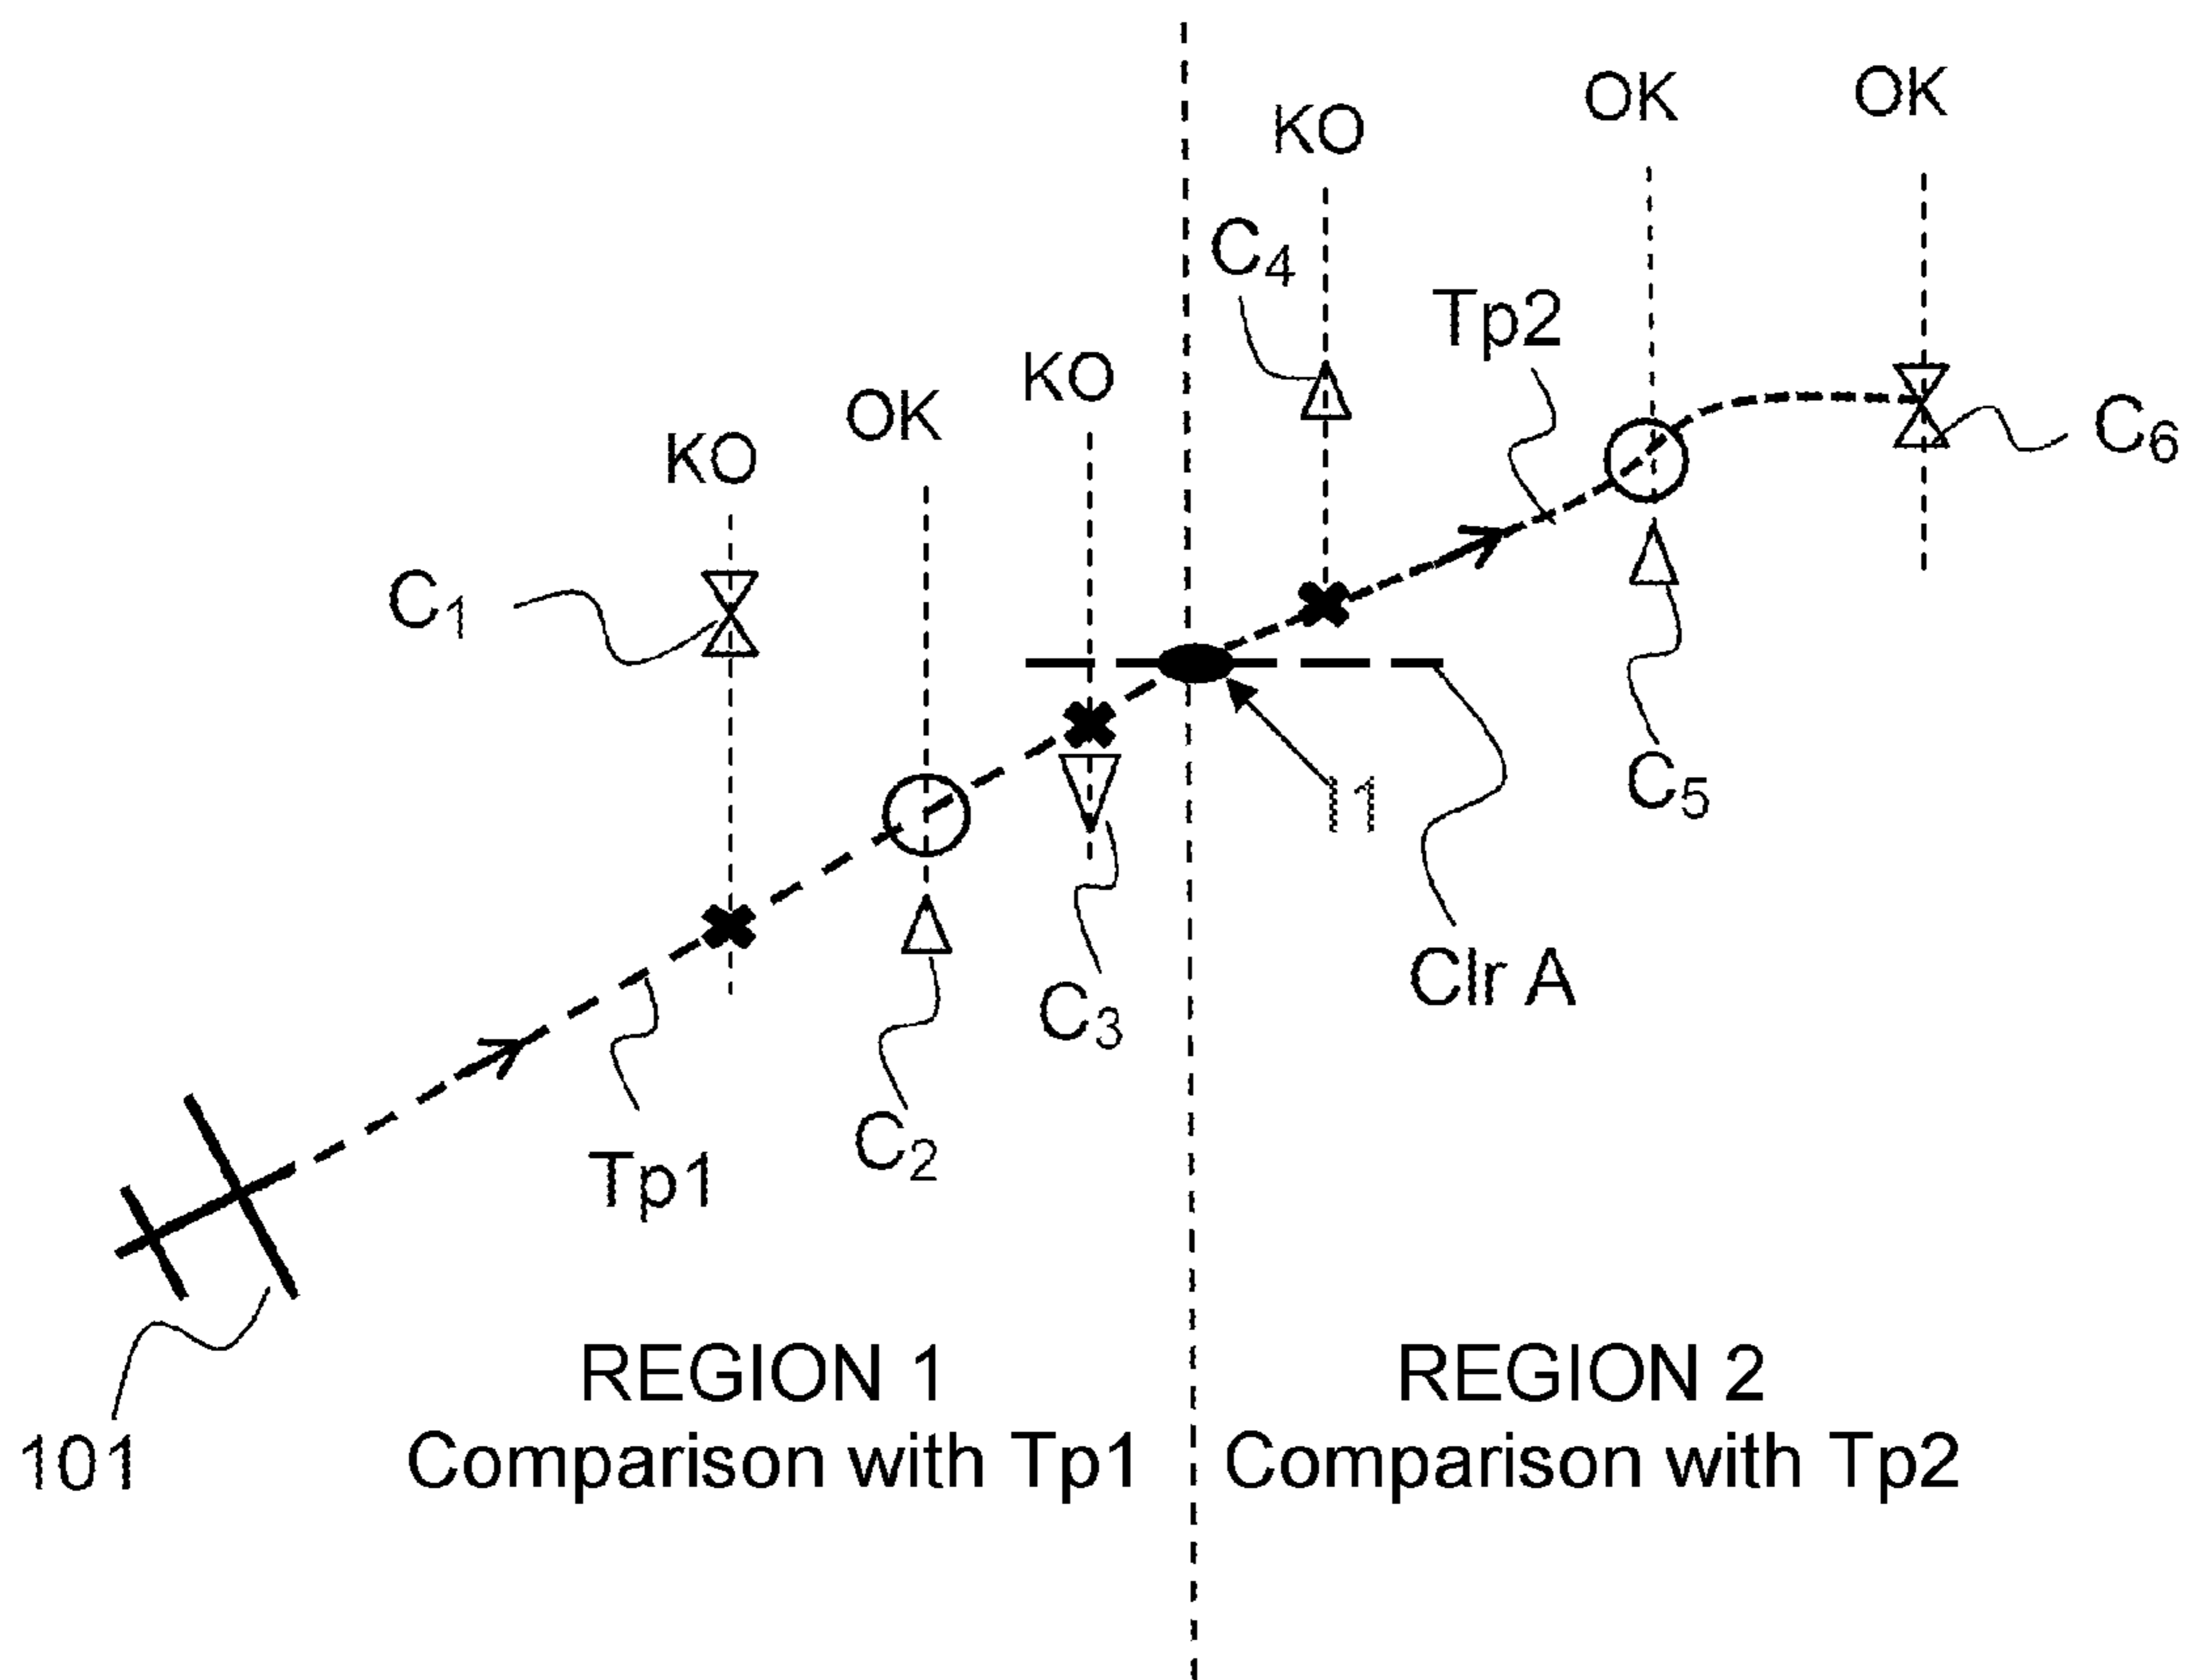 OK
OK
KO
C4
Tp2
KO
OK
KO
C6
C1
C5
I1
Clr A
C3
C2
Tp1
REGION 1
Comparison with Tp1
REGION 2
Comparison with Tp2
101